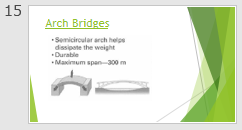 15
Arch Bridges
• Semicircular arch helps
dissipate the weight
• Durable
• Maximum span—300 m